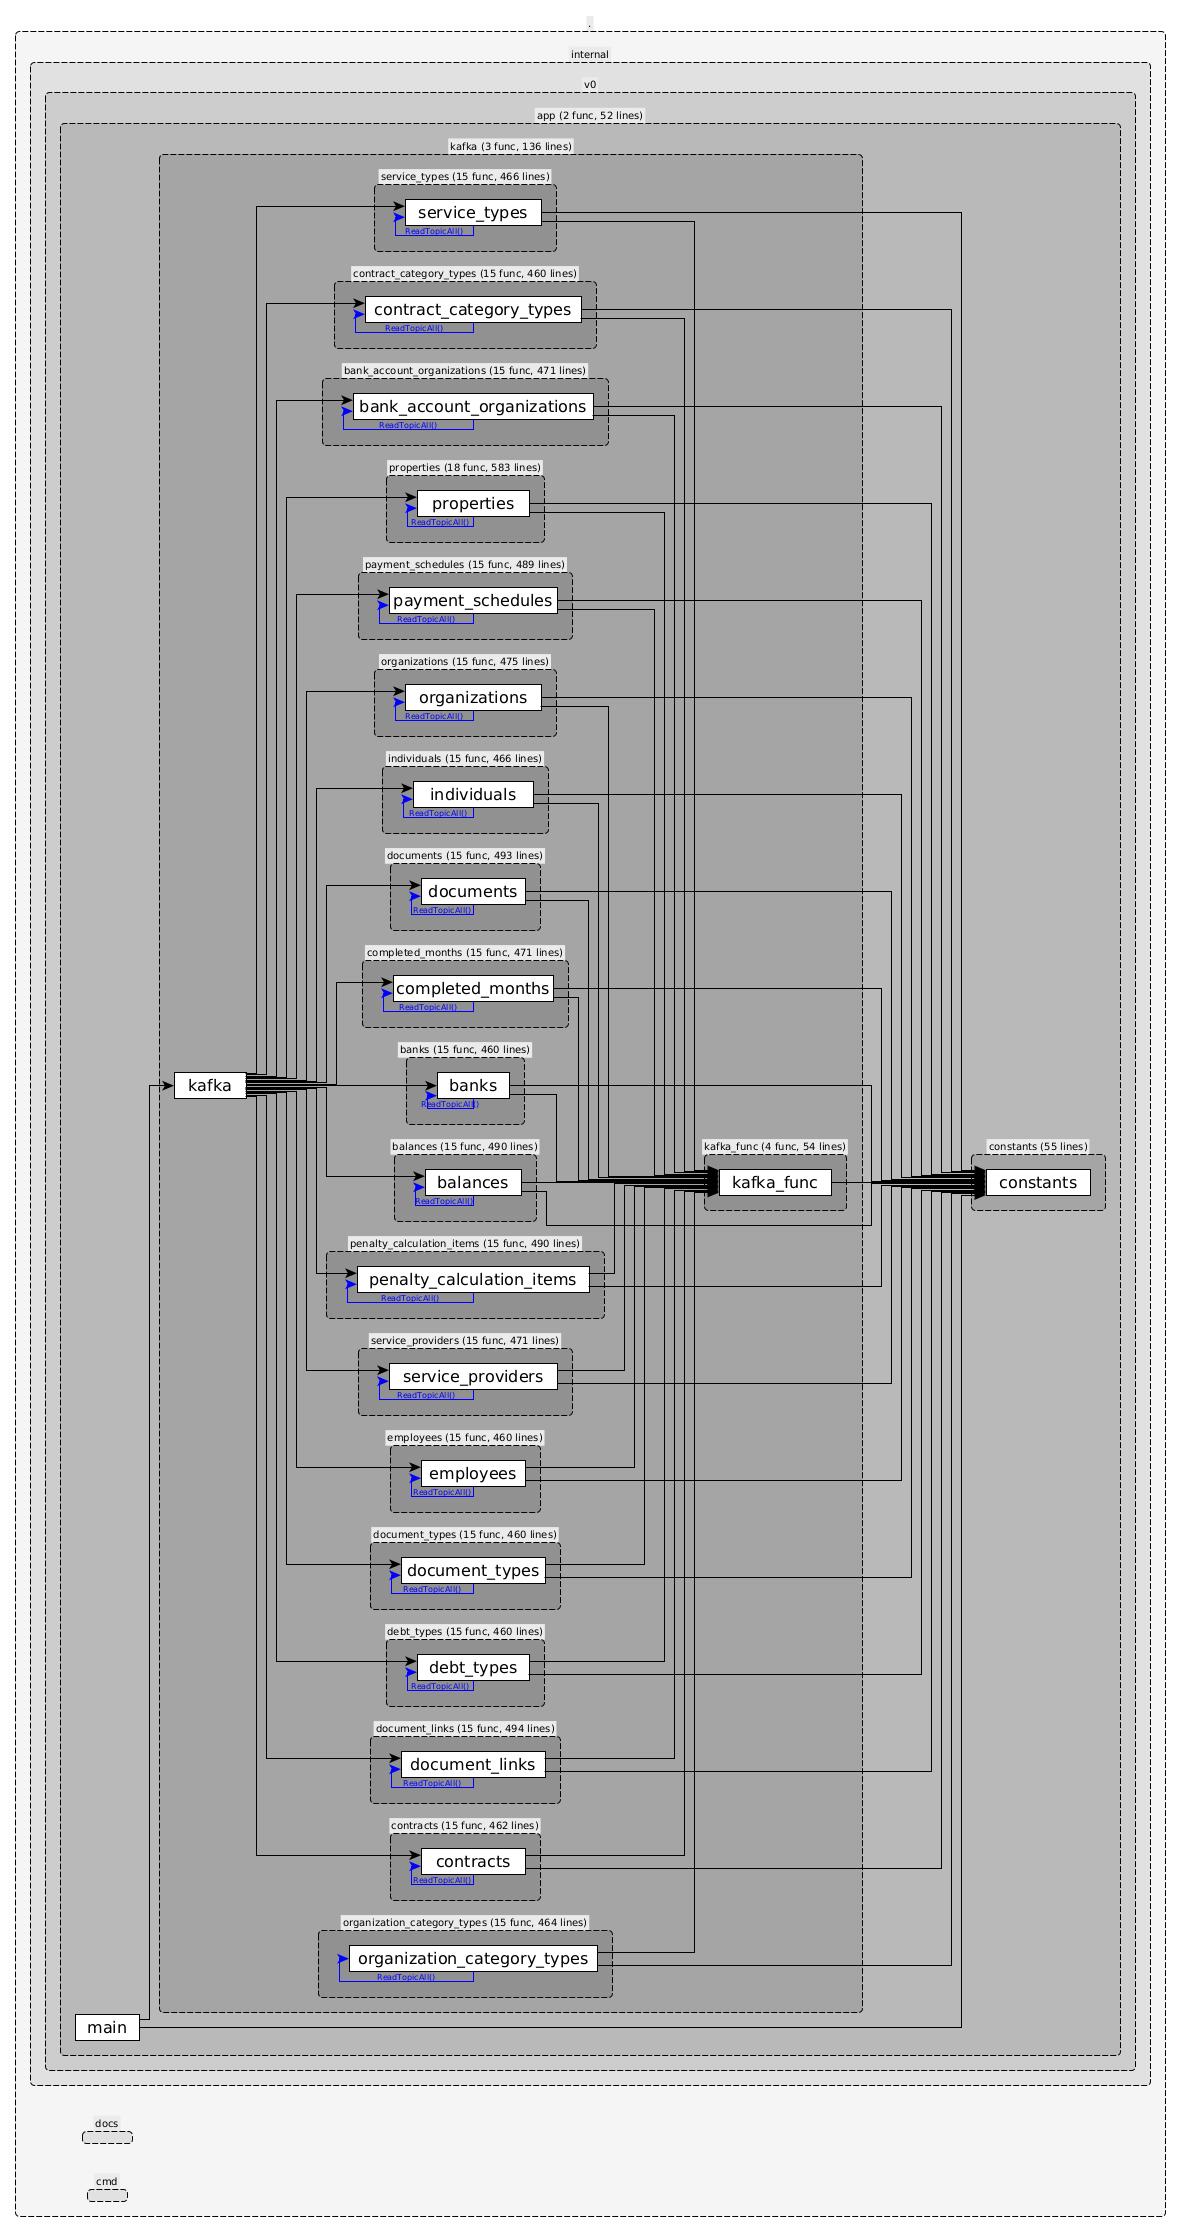 .
internal
v0
app (2 func, 52 lines)
kafka (3 func, 136 lines)
service_types (15 func, 466 lines)
service_types
ReadTopicAll()
contract_category_types (15 func, 460 lines)
contract_category_types
ReadTopicAll()
bank_account_organizations (15 func, 471 lines)
bank_account_organizations
ReadTopicAll()
properties (18 func, 583 lines)
properties
ReadTopicAll()
payment_schedules (15 func, 489 lines)
payment_schedules
ReadTopicAll()
organizations (15 func, 475 lines)
organizations
ReadTopicAll()
individuals (15 func, 466 lines)
individuals
ReadTopicAll()
documents (15 func, 493 lines)
documents
ReadTopicAll()
completed_months (15 func, 471 lines)
completed_months
ReadTopicAll()
banks (15 func, 460 lines)
kafka
banks
ReadTopicAll()
balances (15 func, 490 lines)
kafka_func (4 func, 54 lines)
constants (55 lines)
balances
kafka_func
constants
ReadTopicAll()
penalty_calculation_items (15 func, 490 lines)
penalty_calculation_items
ReadTopicAll()
service_providers (15 func, 471 lines)
service_providers
ReadTopicAll()
employees (15 func, 460 lines)
employees
ReadTopicAll()
document_types (15 func, 460 lines)
document_types
ReadTopicAll()
debt_types (15 func, 460 lines)
debt_types
ReadTopicAll()
document_links (15 func, 494 lines)
document_links
ReadTopicAll()
contracts (15 func, 462 lines)
contracts
ReadTopicAll()
organization_category_types (15 func, 464 lines)
organization_category_types
ReadTopicAll()
main
docs
cmd